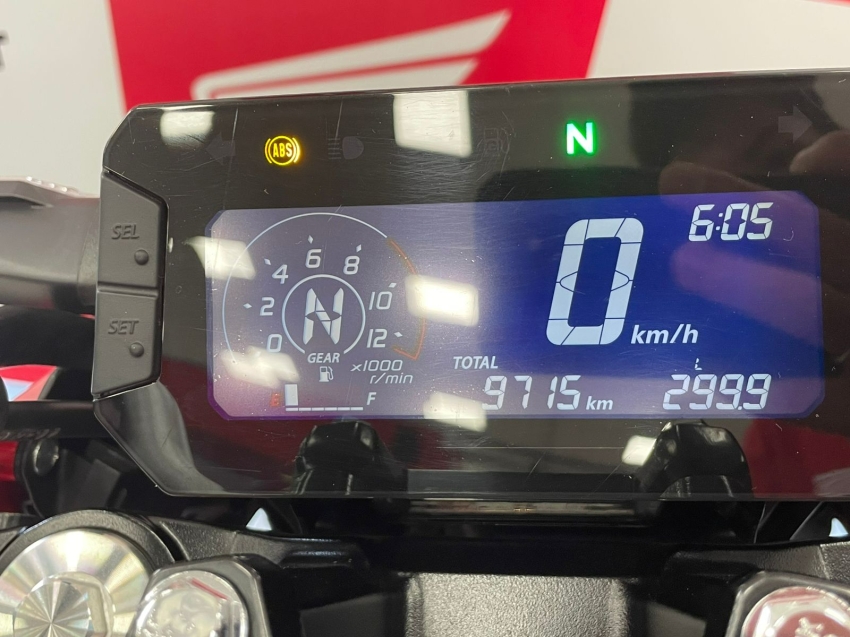 ABS
N
SEL
SET
6:05
0 km/h
0 2 4 6 8 10 12
N
GEAR
x1000
r/min
E F
TOTAL
9715 km
L
299.9